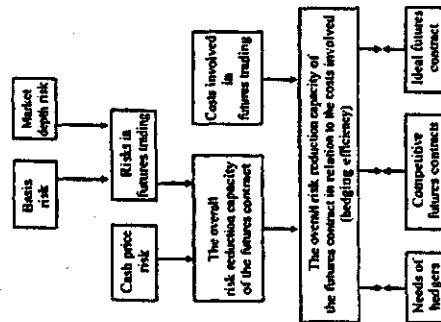 Basis
risk
Market
depth risk
Cash price
risk
Risks in
futures trading
The overall
risk reduction capacity
of the futures contract
Costs involved
in
futures trading
The overall risk reduction capacity of
the futures contract in relation to the costs involved
(hedging efficiency)
Needs of
hedgers
Competitive
futures contracts
Ideal futures
contract